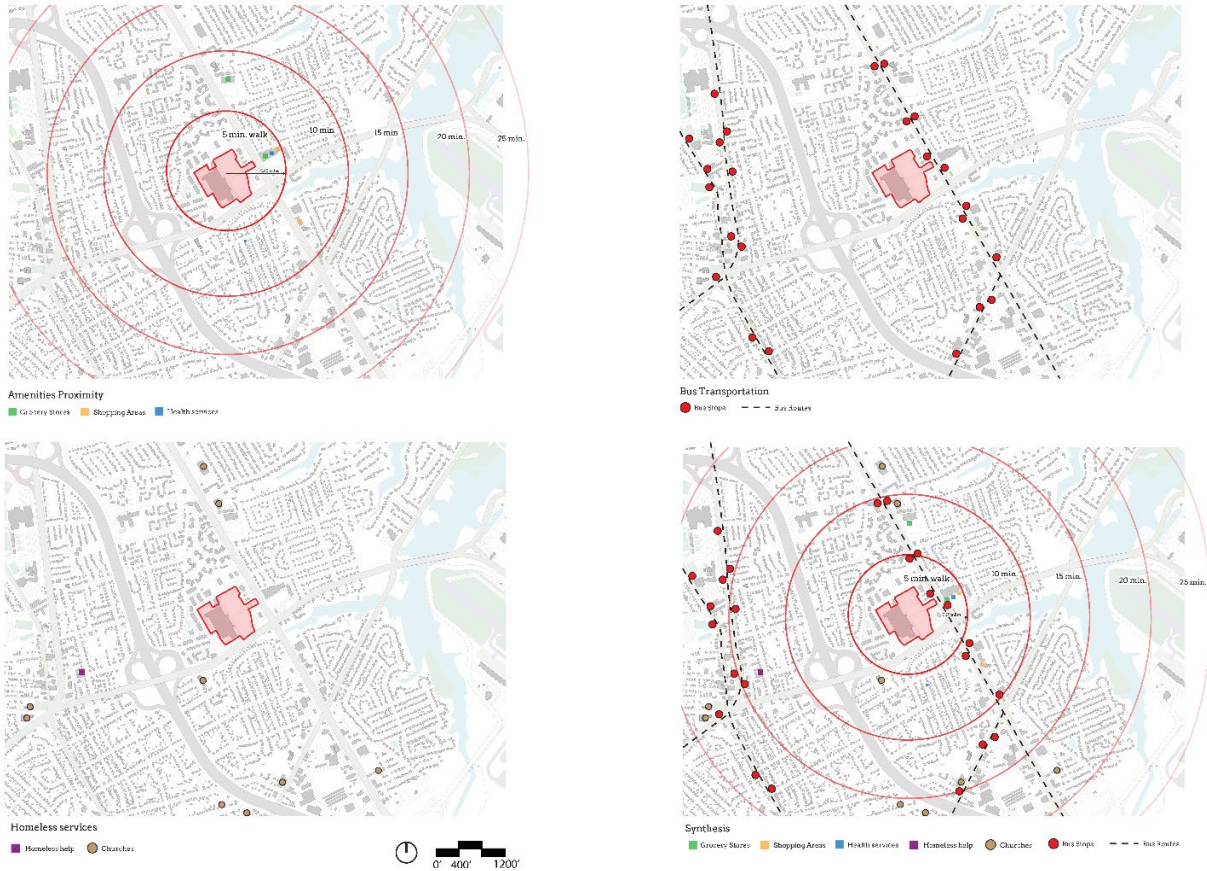 5 min. walk
10 min.
15 min
20 min.
25 min.
Amenities Proximity
Grocery Stores
Shopping Areas
Health services
Bus Transportation
Bus Stops
Bus Routes
Homeless services
Homeless help
Churches
0' 400' 1200'
5 min. walk
10 min.
15 min.
20 min.
25 min.
Synthesis
Grocery Stores
Shopping Areas
Health services
Homeless help
Churches
Bus Stops
Bus Routes